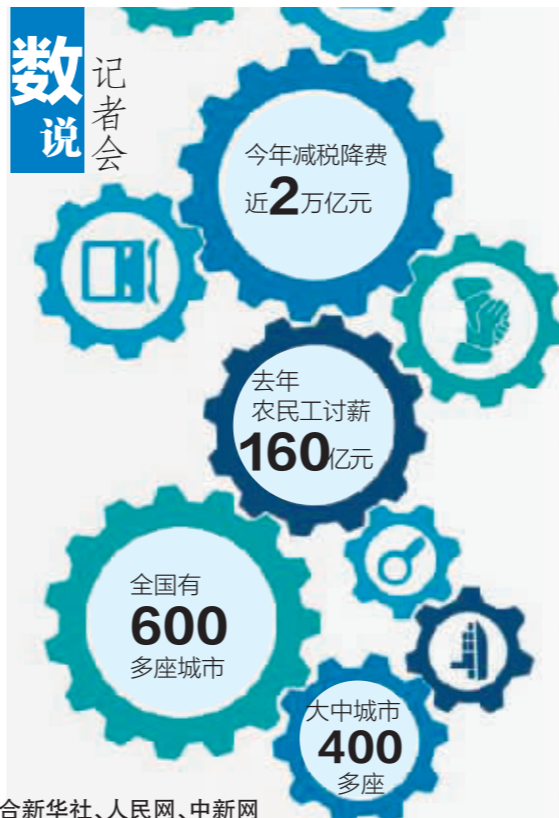 数说
记者会
今年减税降费
近2万亿元
去年
农民工讨薪
160亿元
全国有
600
多座城市
大中城市
400
多座
合新华社、人民网、中新网